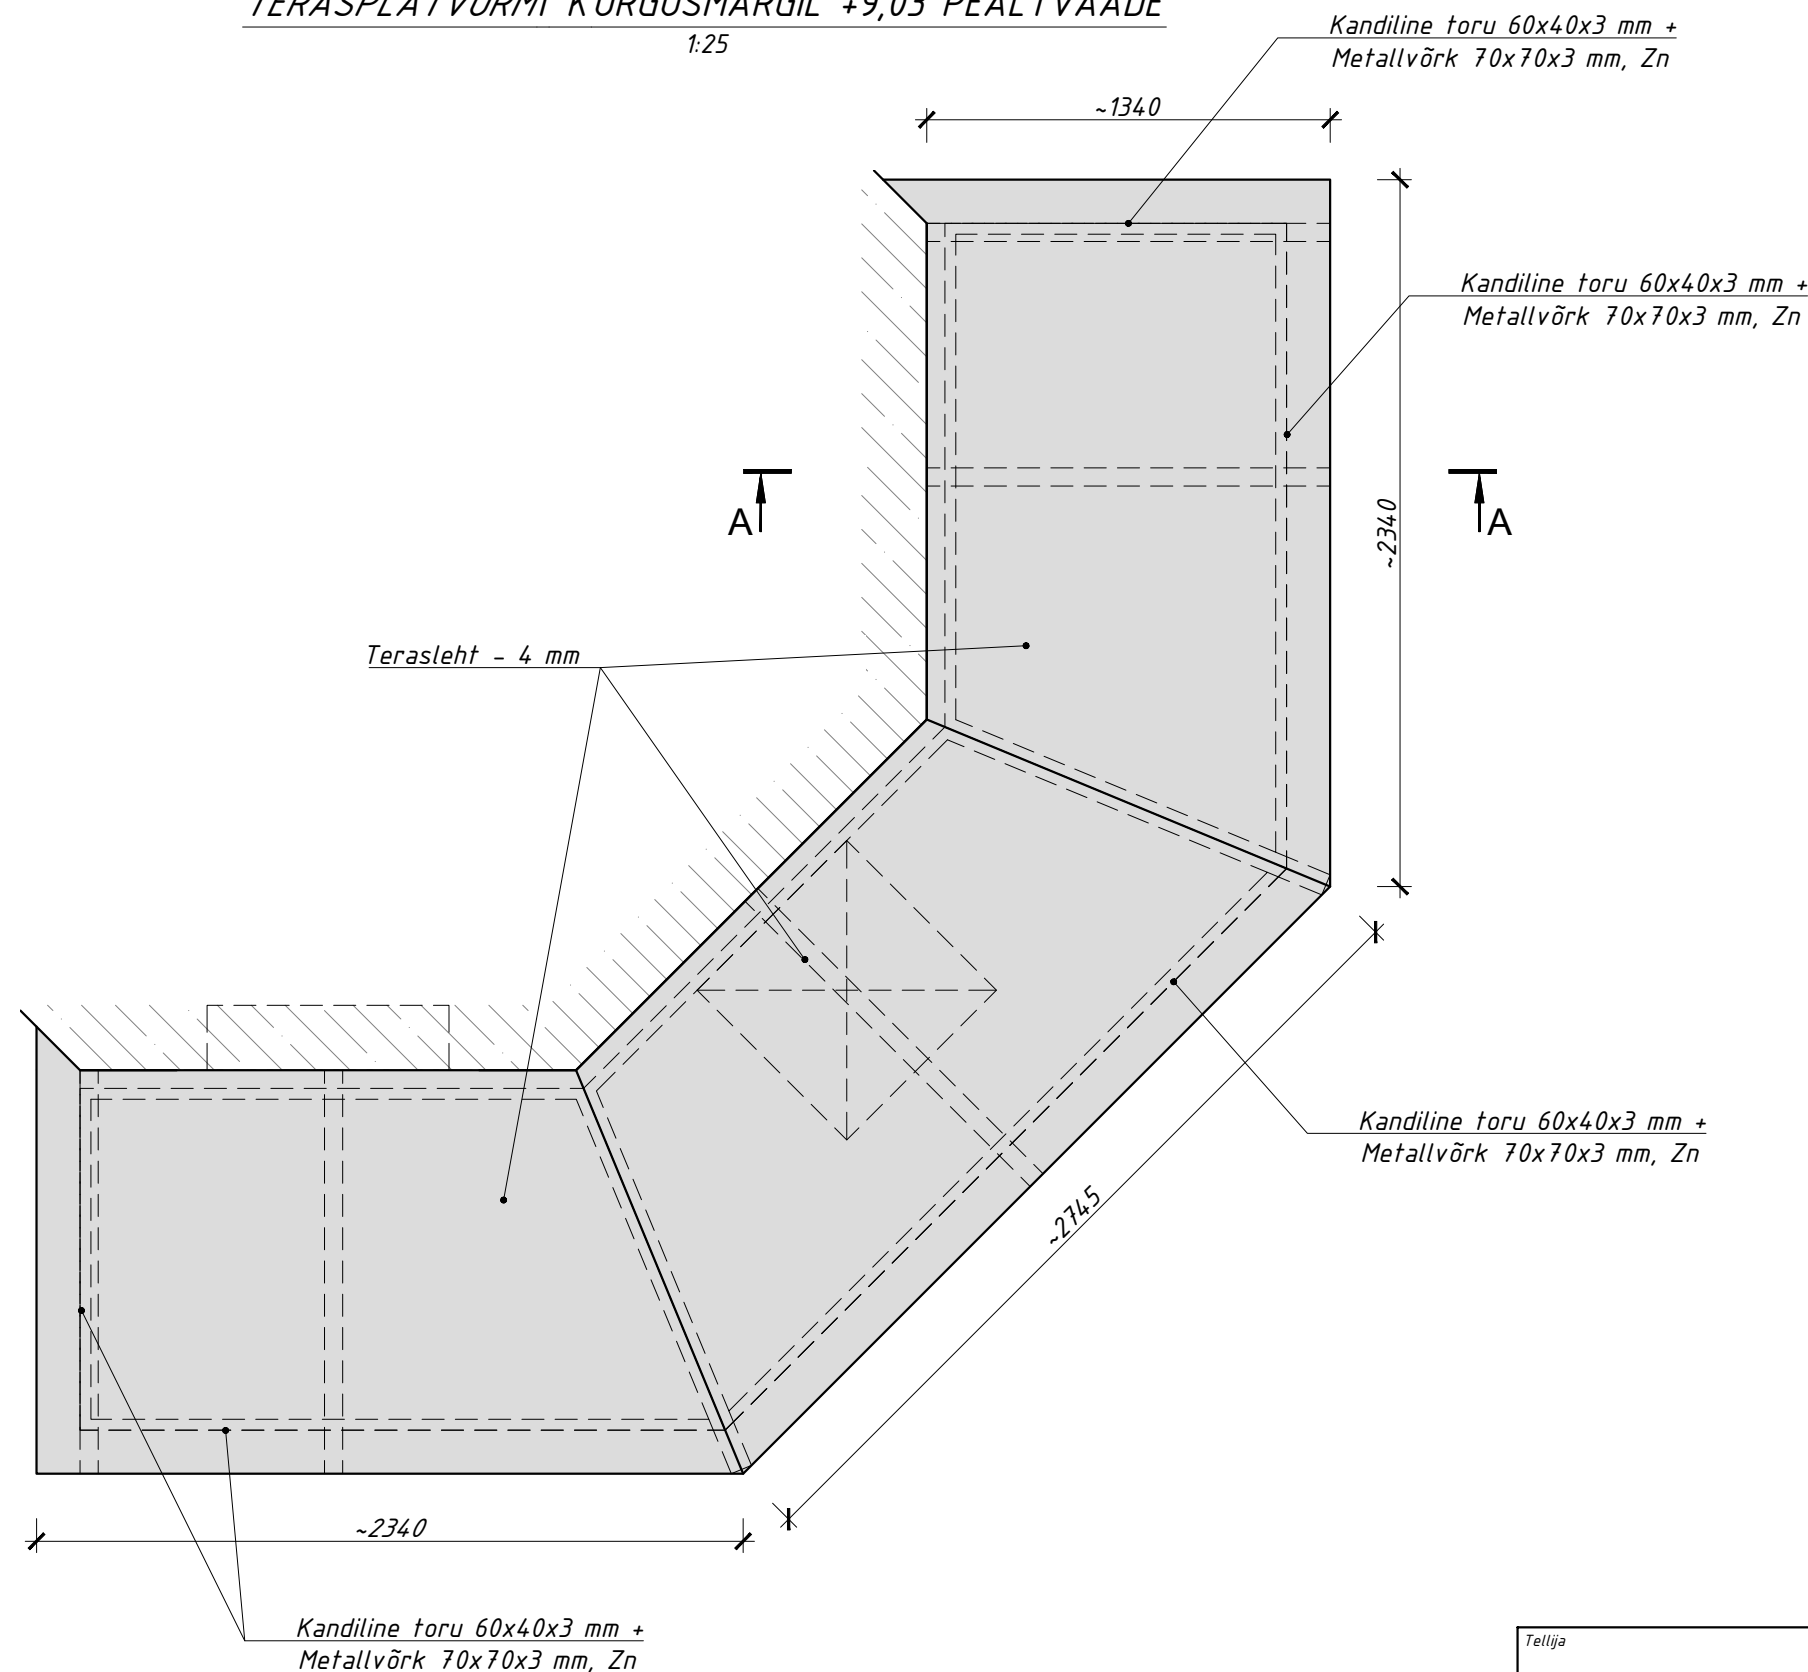 TERASPLATVORMI KÕRGUSMÄRGIL +9,03 PEALTVAADE
1:25
Kandiline toru 60x40x3 mm +
Metallvõrk 70x70x3 mm, Zn
~1340
Kandiline toru 60x40x3 mm +
Metallvõrk 70x70x3 mm, Zn
A
A
~2340
Terasleht - 4 mm
Kandiline toru 60x40x3 mm +
Metallvõrk 70x70x3 mm, Zn
~2745
~2340
Kandiline toru 60x40x3 mm +
Metallvõrk 70x70x3 mm, Zn
Tellija